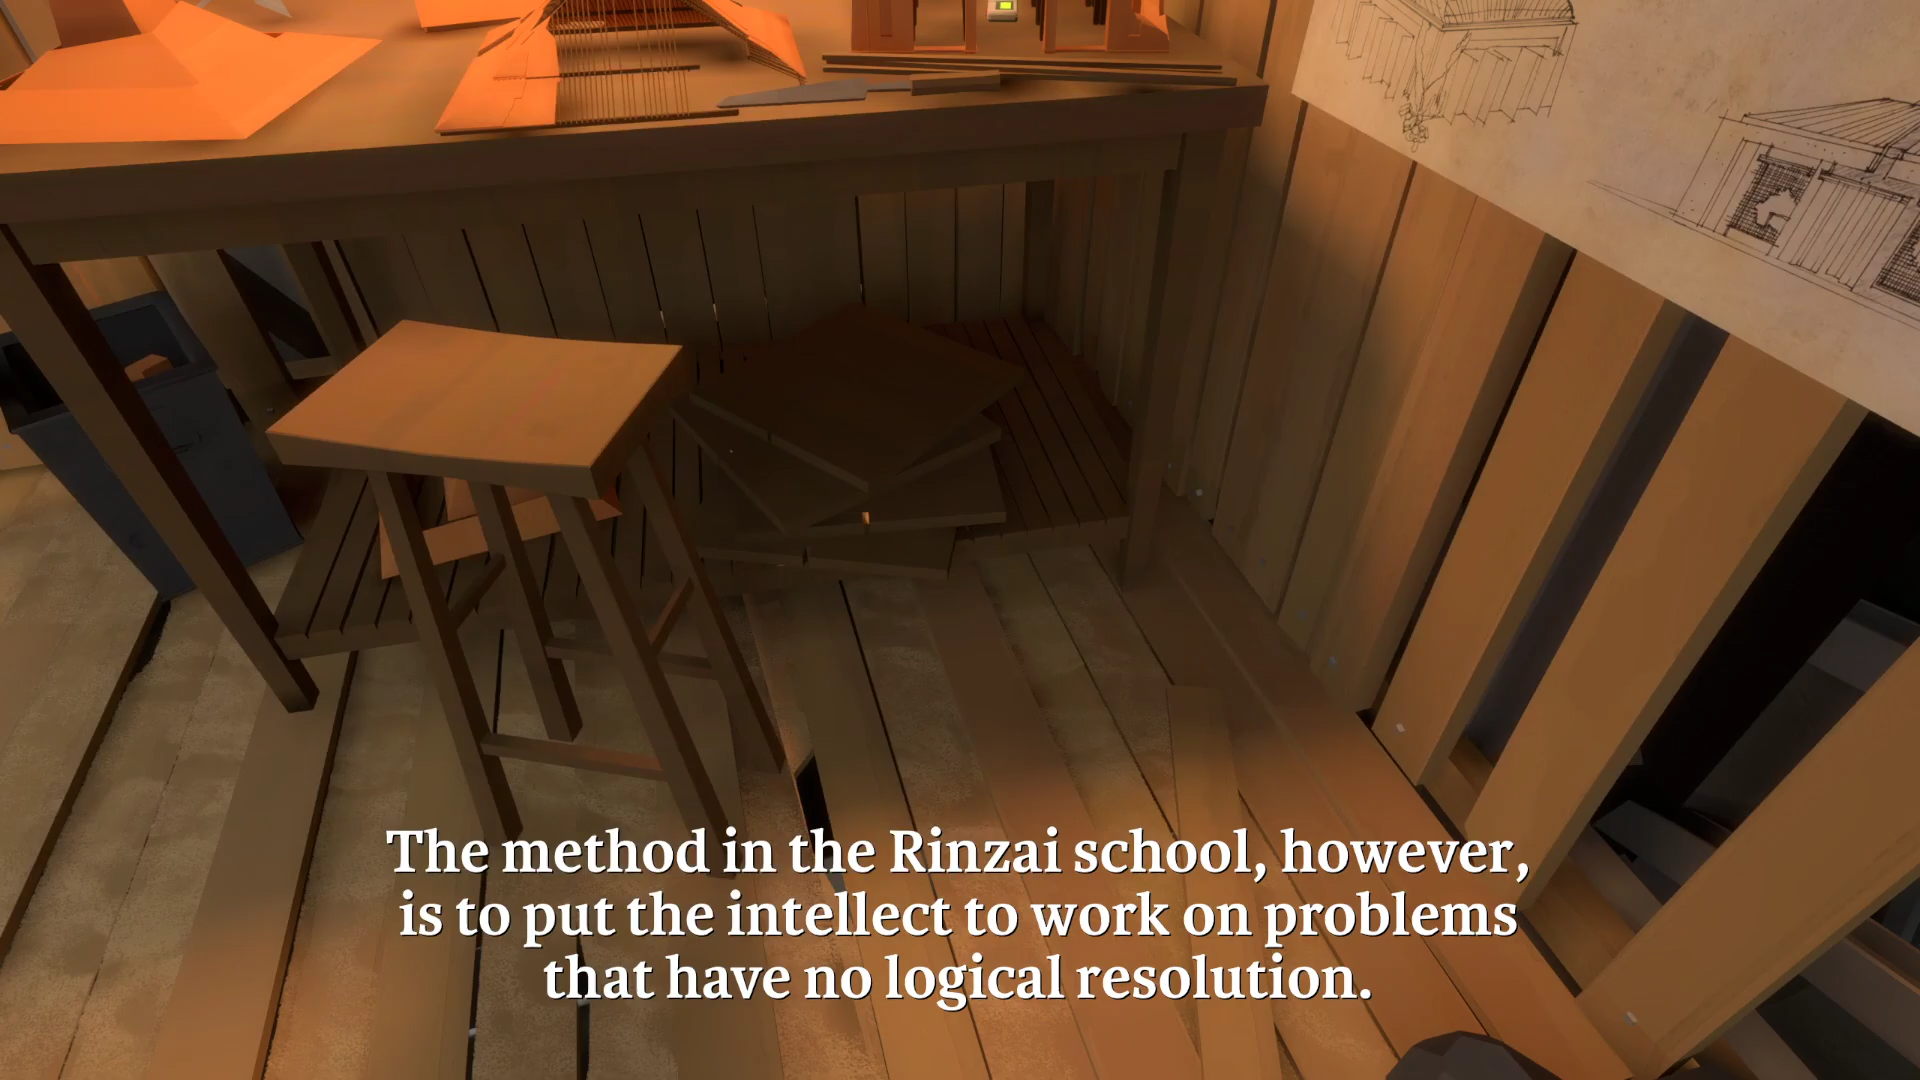 The method in the Rinzai school, however,
is to put the intellect to work on problems
that have no logical resolution.